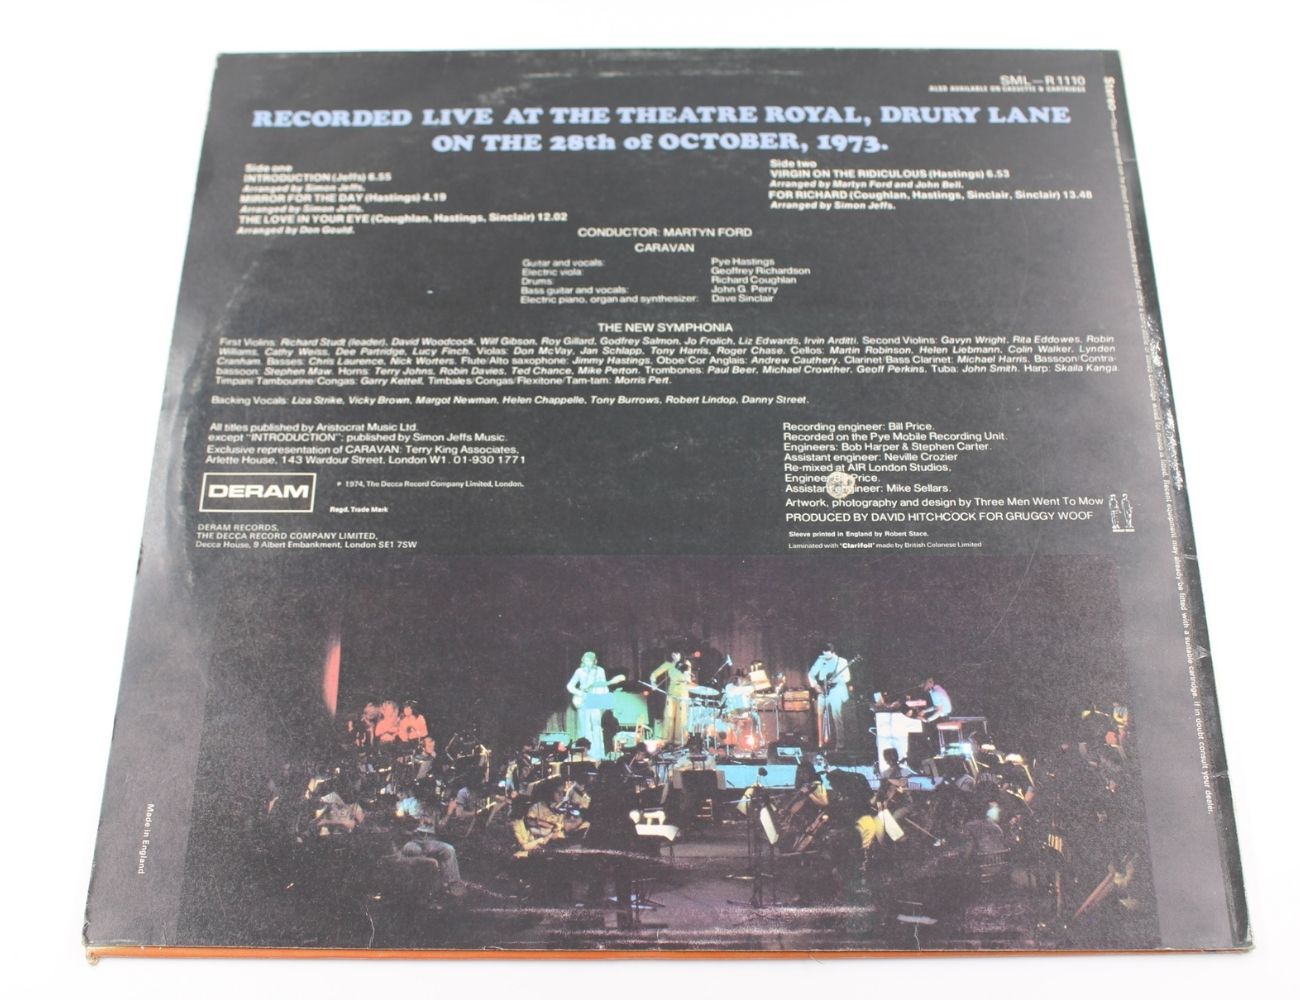 SML-R 1110
ALSO AVAILABLE ON CASSETTE & CARTRIDGE
RECORDED LIVE AT THE THEATRE ROYAL, DRURY LANE
ON THE 28th of OCTOBER, 1973.
Side one
INTRODUCTION (Jeffs) 6.55
Arranged by Simon Jeffs.
MIRROR FOR THE DAY (Hastings) 4.19
Arranged by Simon Jeffs.
THE LOVE IN YOUR EYE (Coughlan, Hastings, Sinclair) 12.02
Arranged by Don Gould.
Side two
VIRGIN ON THE RIDICULOUS (Hastings) 6.53
Arranged by Martyn Ford and John Bell.
FOR RICHARD (Coughlan, Hastings, Sinclair, Sinclair) 13.48
Arranged by Simon Jeffs.
CONDUCTOR: MARTYN FORD
CARAVAN
Guitar and vocals: Pye Hastings
Electric viola: Geoffrey Richardson
Drums: Richard Coughlan
Bass guitar and vocals: John G. Perry
Electric piano, organ and synthesizer: Dave Sinclair
THE NEW SYMPHONIA
First Violins: Richard Studt (leader), David Woodcock, Wilf Gibson, Roy Gillard, Godfrey Salmon, Jo Frolich, Liz Edwards, Irvin Arditti. Second Violins: Gavyn Wright, Rita Eddowes, Robin
Williams, Cathy Weiss, Dee Partridge, Lucy Finch. Violas: Don McVay, Jan Schlapp, Tony Harris, Roger Chase. Cellos: Martin Robinson, Helen Liebmann, Colin Walker, Lynden
Cranham. Basses: Chris Laurence, Nick Worters. Flute/Alto saxophone: Jimmy Hastings, Oboe/Cor Anglais: Andrew Cauthery, Clarinet/Bass Clarinet: Michael Harris. Bassoon/Contra-
bassoon: Stephen Maw. Horns: Terry Johns, Robin Davies, Ted Chance, Mike Perton. Trombones: Paul Beer, Michael Crowther, Geoff Perkins, Tuba: John Smith. Harp: Skaila Kanga.
Timpani/Tambourine/Congas: Garry Kettell, Timbales/Congas/Flexitone/Tam-tam: Morris Pert.
Backing Vocals: Liza Strike, Vicky Brown, Margot Newman, Helen Chappelle, Tony Burrows, Robert Lindop, Danny Street.
All titles published by Aristocrat Music Ltd.
except "INTRODUCTION"; published by Simon Jeffs Music.
Exclusive representation of CARAVAN: Terry King Associates,
Arlette House, 143 Wardour Street, London W1. 01-930 1771
DERAM
Regd. Trade Mark
℗ 1974, The Decca Record Company Limited, London.
DERAM RECORDS,
THE DECCA RECORD COMPANY LIMITED,
Decca House, 9 Albert Embankment, London SE1 7SW
Recording engineer: Bill Price.
Recorded on the Pye Mobile Recording Unit.
Engineers: Bob Harper & Stephen Carter.
Assistant engineer: Neville Crozier
Re-mixed at AIR London Studios.
Engineer: Bill Price.
Assistant engineer: Mike Sellars.
Artwork, photography and design by Three Men Went To Mow
PRODUCED BY DAVID HITCHCOCK FOR GRUGGY WOOF
Sleeve printed in England by Robert Stace.
Laminated with "Clarifoil" made by British Celanese Limited
Made in England
Stereo
Recent equipment may already be fitted with a suitable cartridge. If in doubt consult your dealer.